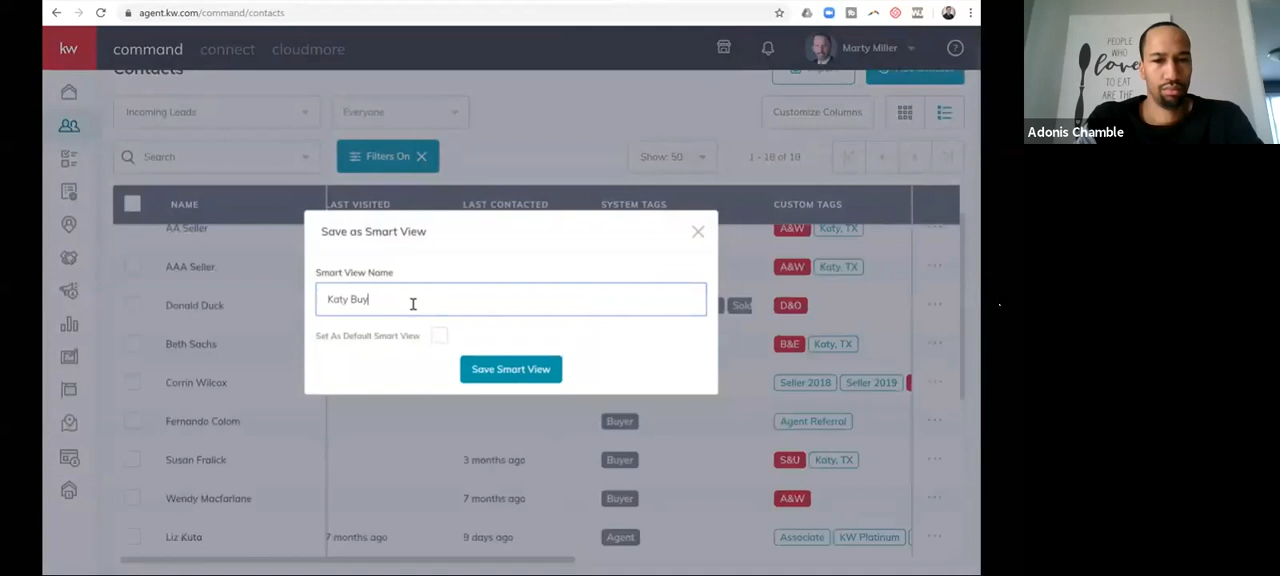 agent.kw.com/command/contacts
kw command connect cloudmore Marty Miller ?
Contacts
Incoming Leads Everyone Customize Columns
Search Filters On Show: 50 1 - 18 of 18
NAME LAST VISITED LAST CONTACTED SYSTEM TAGS CUSTOM TAGS
AA Seller A&W Katy, TX
AAA Seller A&W Katy, TX
Donald Duck Sold D&O
Beth Sachs B&E Katy, TX
Corrin Wilcox Seller 2018 Seller 2019
Fernando Colom Buyer Agent Referral
Susan Fralick 3 months ago Buyer S&U Katy, TX
Wendy Macfarlane 7 months ago Buyer A&W
Liz Kuta 7 months ago 9 days ago Agent Associate KW Platinum
Save as Smart View
Smart View Name
Katy Buy
Set As Default Smart View
Save Smart View
PEOPLE
WHO
love
TO EAT
ARE THE
Adonis Chamble